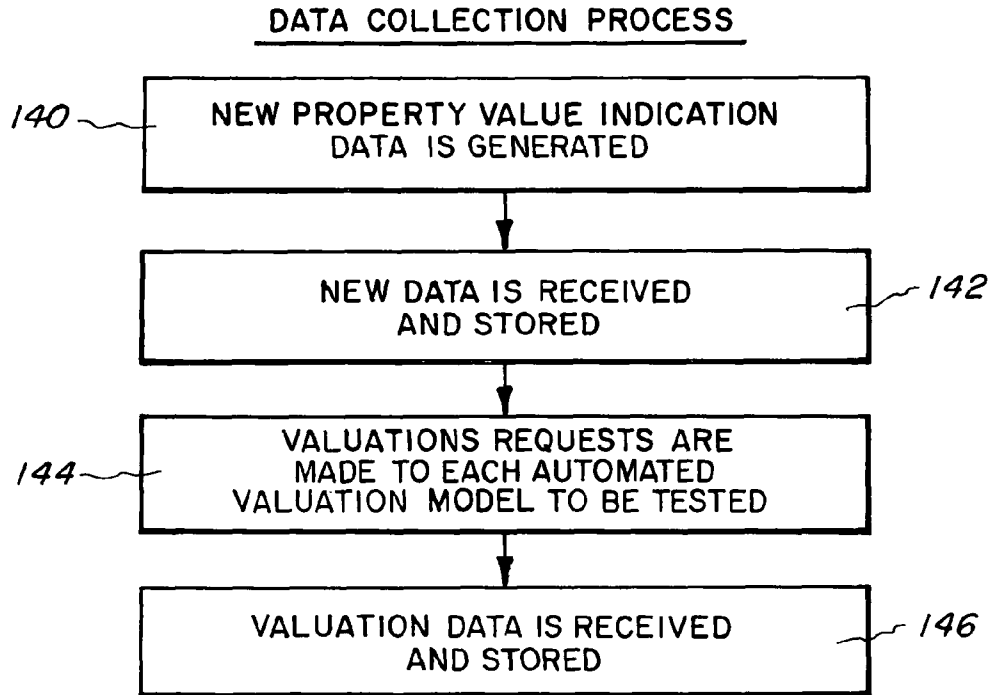 DATA COLLECTION PROCESS
140
NEW PROPERTY VALUE INDICATION
DATA IS GENERATED
NEW DATA IS RECEIVED
AND STORED
142
144
VALUATIONS REQUESTS ARE
MADE TO EACH AUTOMATED
VALUATION MODEL TO BE TESTED
VALUATION DATA IS RECEIVED
AND STORED
146